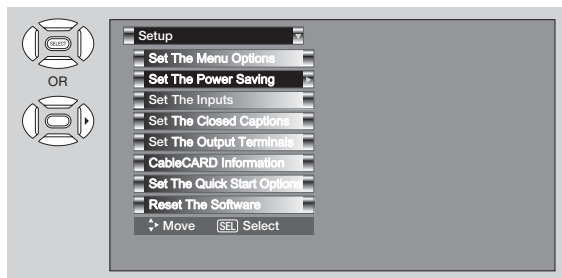 SELECT
OR
Setup
Set The Menu Options
Set The Power Saving
Set The Inputs
Set The Closed Captions
Set The Output Terminals
CableCARD Information
Set The Quick Start Options
Reset The Software
Move SEL Select